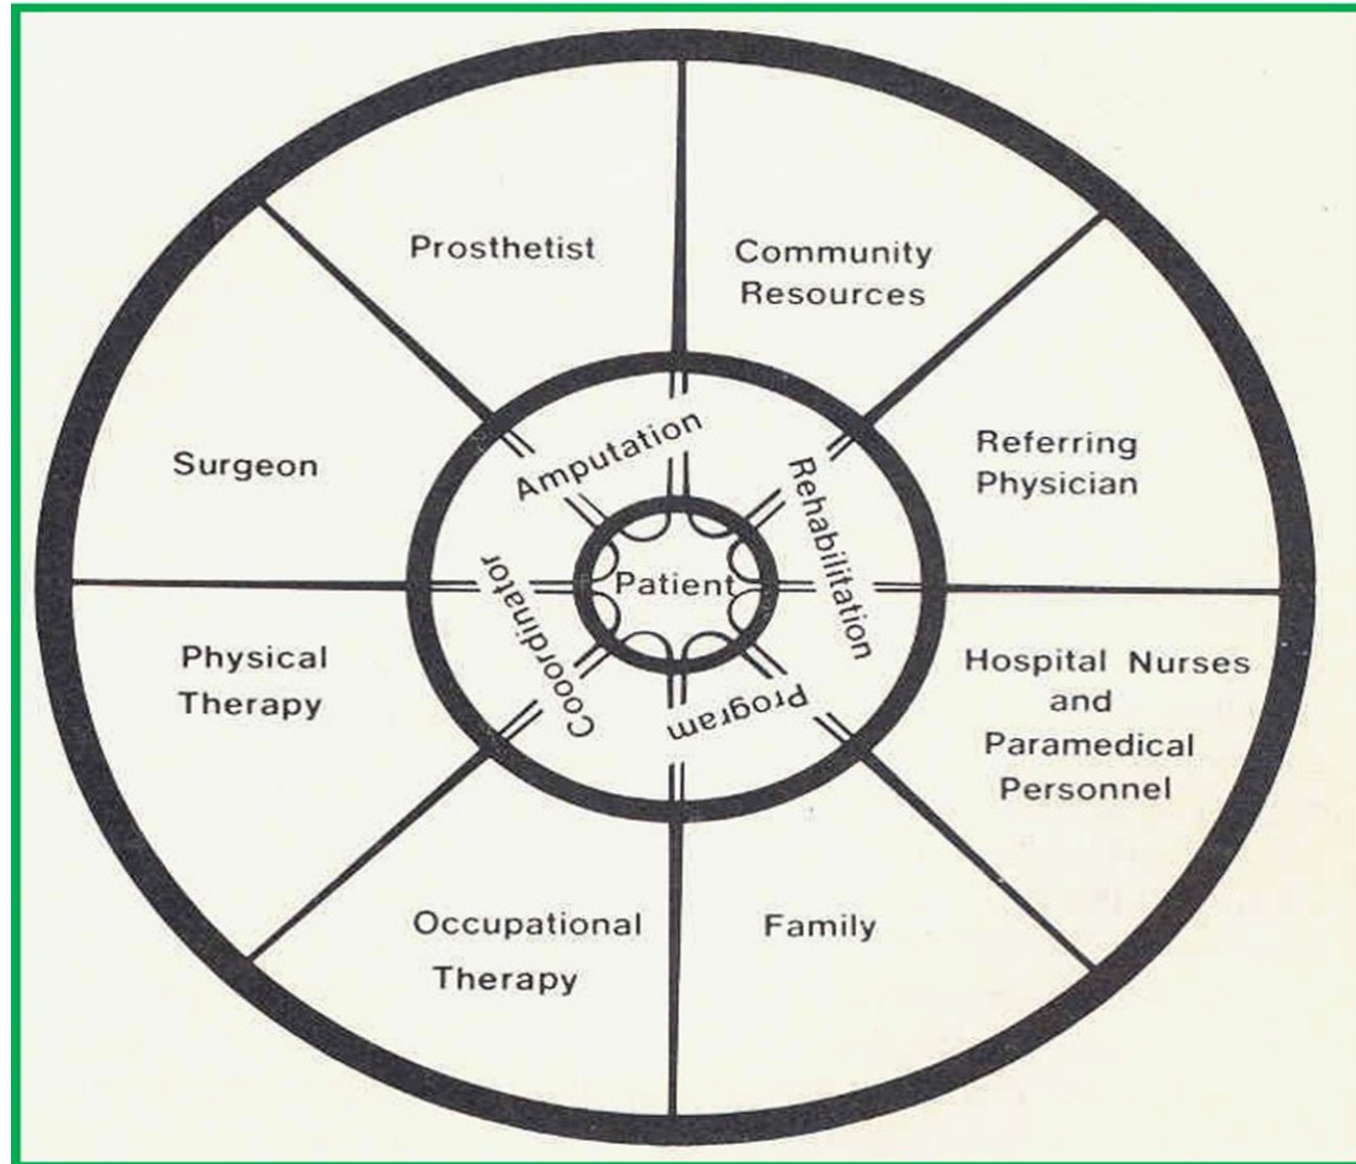 Prosthetist
Community
Resources
Referring
Physician
Hospital Nurses
and
Paramedical
Personnel
Family
Occupational
Therapy
Physical
Therapy
Surgeon
Amputation
Rehabilitation
Program
Coooordinator
Patient